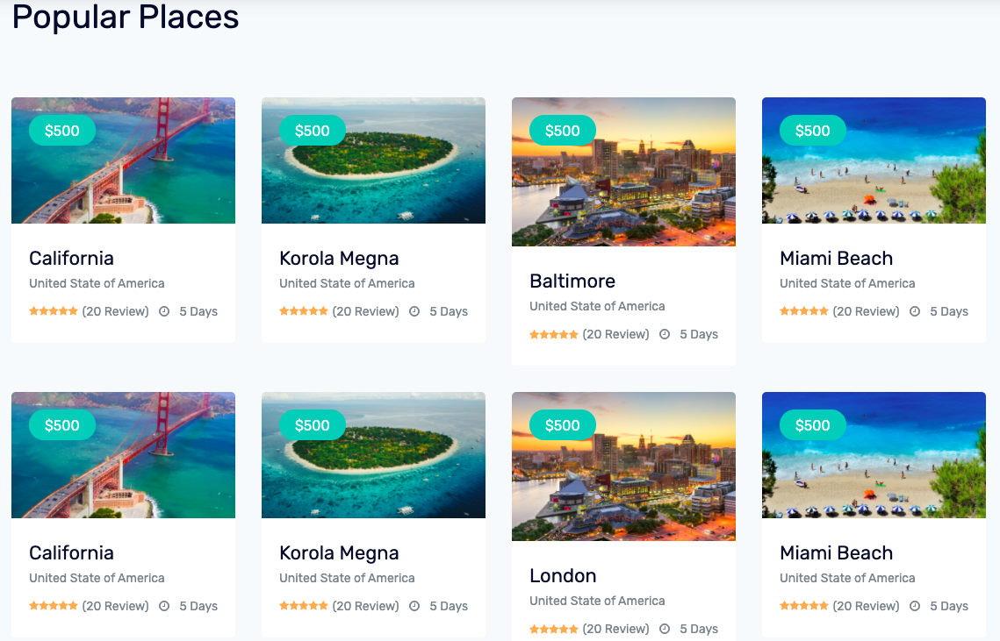 Popular Places
$500
California
United State of America
(20 Review) 5 Days
$500
Korola Megna
United State of America
(20 Review) 5 Days
$500
Baltimore
United State of America
(20 Review) 5 Days
$500
Miami Beach
United State of America
(20 Review) 5 Days
$500
California
United State of America
(20 Review) 5 Days
$500
Korola Megna
United State of America
(20 Review) 5 Days
$500
London
United State of America
(20 Review) 5 Days
$500
Miami Beach
United State of America
(20 Review) 5 Days